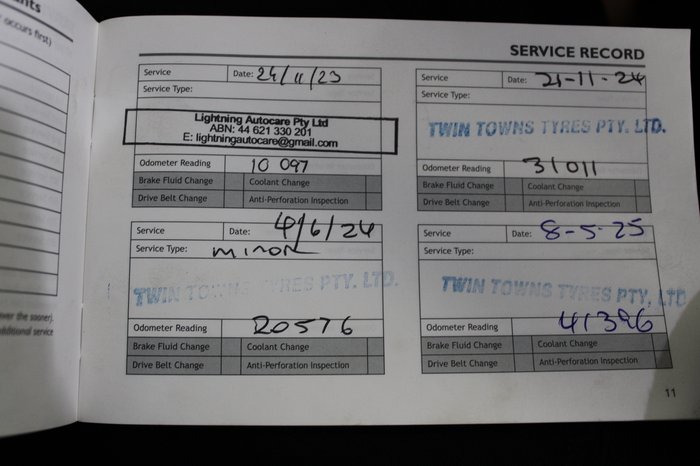 nts
occurs first)
over the sooner).
additional service
SERVICE RECORD
Service Date: 24/11/23
Service Type:
Lightning Autocare Pty Ltd
ABN: 44 621 330 201
E: lightningautocare@gmail.com
Odometer Reading 10 097
Brake Fluid Change Coolant Change
Drive Belt Change Anti-Perforation Inspection
Service Date: 4/6/24
Service Type: minor
TWIN TOWNS TYRES PTY. LTD.
Odometer Reading 20576
Brake Fluid Change Coolant Change
Drive Belt Change Anti-Perforation Inspection
Service Date: 21-11-24
Service Type:
TWIN TOWNS TYRES PTY. LTD.
Odometer Reading 31011
Brake Fluid Change Coolant Change
Drive Belt Change Anti-Perforation Inspection
Service Date: 8-5-25
Service Type:
TWIN TOWNS TYRES PTY. LTD
Odometer Reading 41396
Brake Fluid Change Coolant Change
Drive Belt Change Anti-Perforation Inspection
11